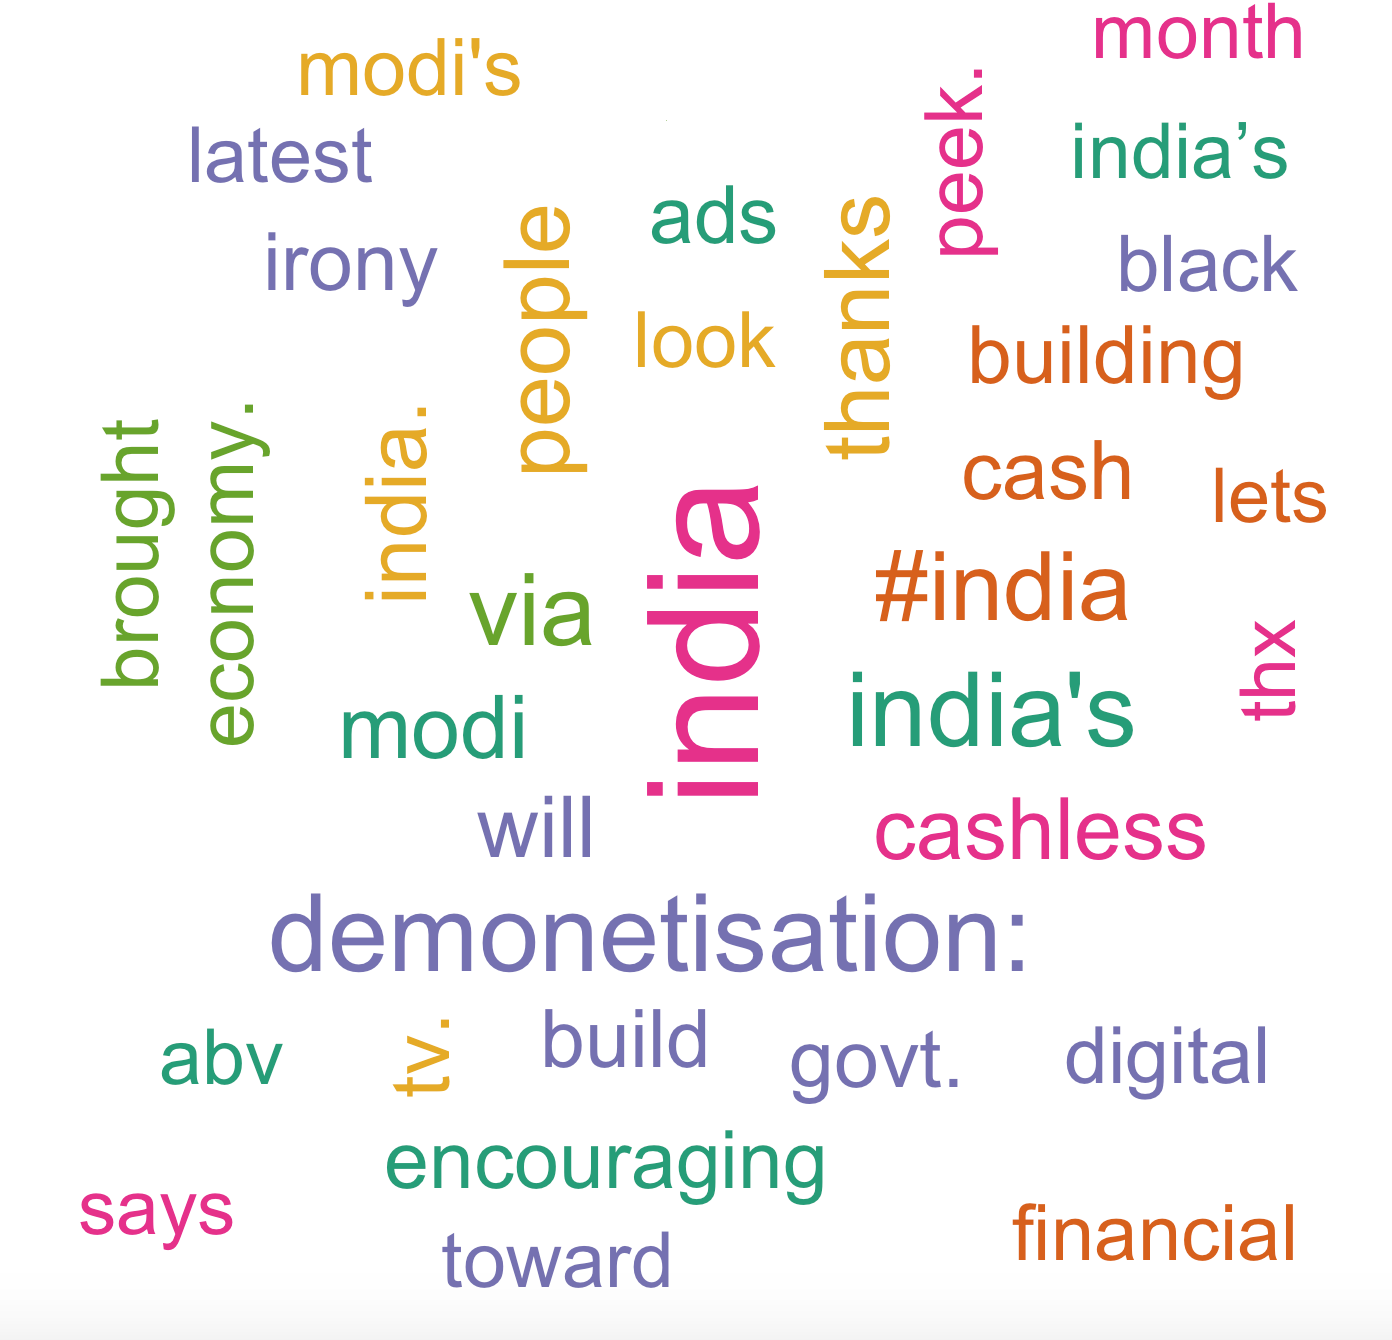 month
modi's
peek.
latest
india’s
ads
irony
people
thanks
black
look
building
brought
economy.
india.
cash
lets
via
india
#india
thx
modi
india's
will
cashless
demonetisation:
abv
tv.
build
govt.
digital
encouraging
says
toward
financial